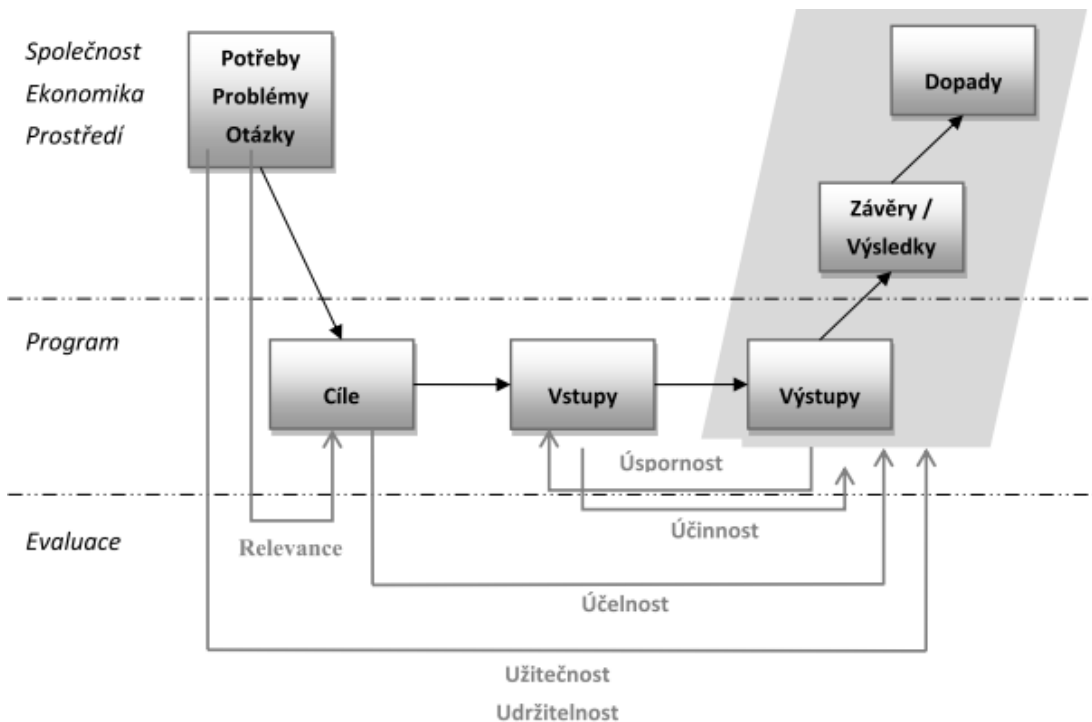 Společnost
Ekonomika
Prostředí
Potřeby
Problémy
Otázky
Dopady
Závěry /
Výsledky
Program
Cíle
Vstupy
Výstupy
Úspornost
Evaluace
Relevance
Účinnost
Účelnost
Užitečnost
Udržitelnost